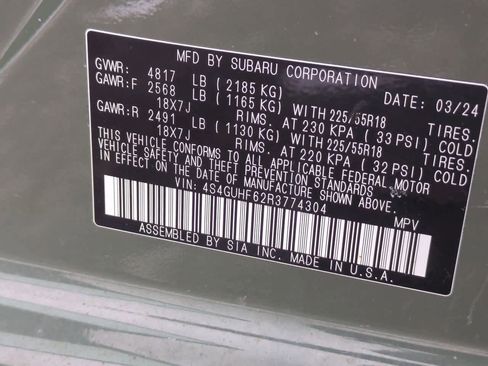 MFD BY SUBARU CORPORATION
GVWR: 4817 LB (2185 KG) DATE: 03/24
GAWR:F 2568 LB (1165 KG) WITH 225/55R18 TIRES.
18X7J RIMS. AT 230 KPA (33 PSI) COLD
GAWR:R 2491 LB (1130 KG) WITH 225/55R18 TIRES.
18X7J RIMS. AT 220 KPA (32 PSI) COLD
THIS VEHICLE CONFORMS TO ALL APPLICABLE FEDERAL MOTOR
VEHICLE SAFETY AND THEFT PREVENTION STANDARDS
IN EFFECT ON THE DATE OF MANUFACTURE SHOWN ABOVE.
VIN: 4S4GUHF62R3774304 MPV
ASSEMBLED BY SIA INC. MADE IN U.S.A.